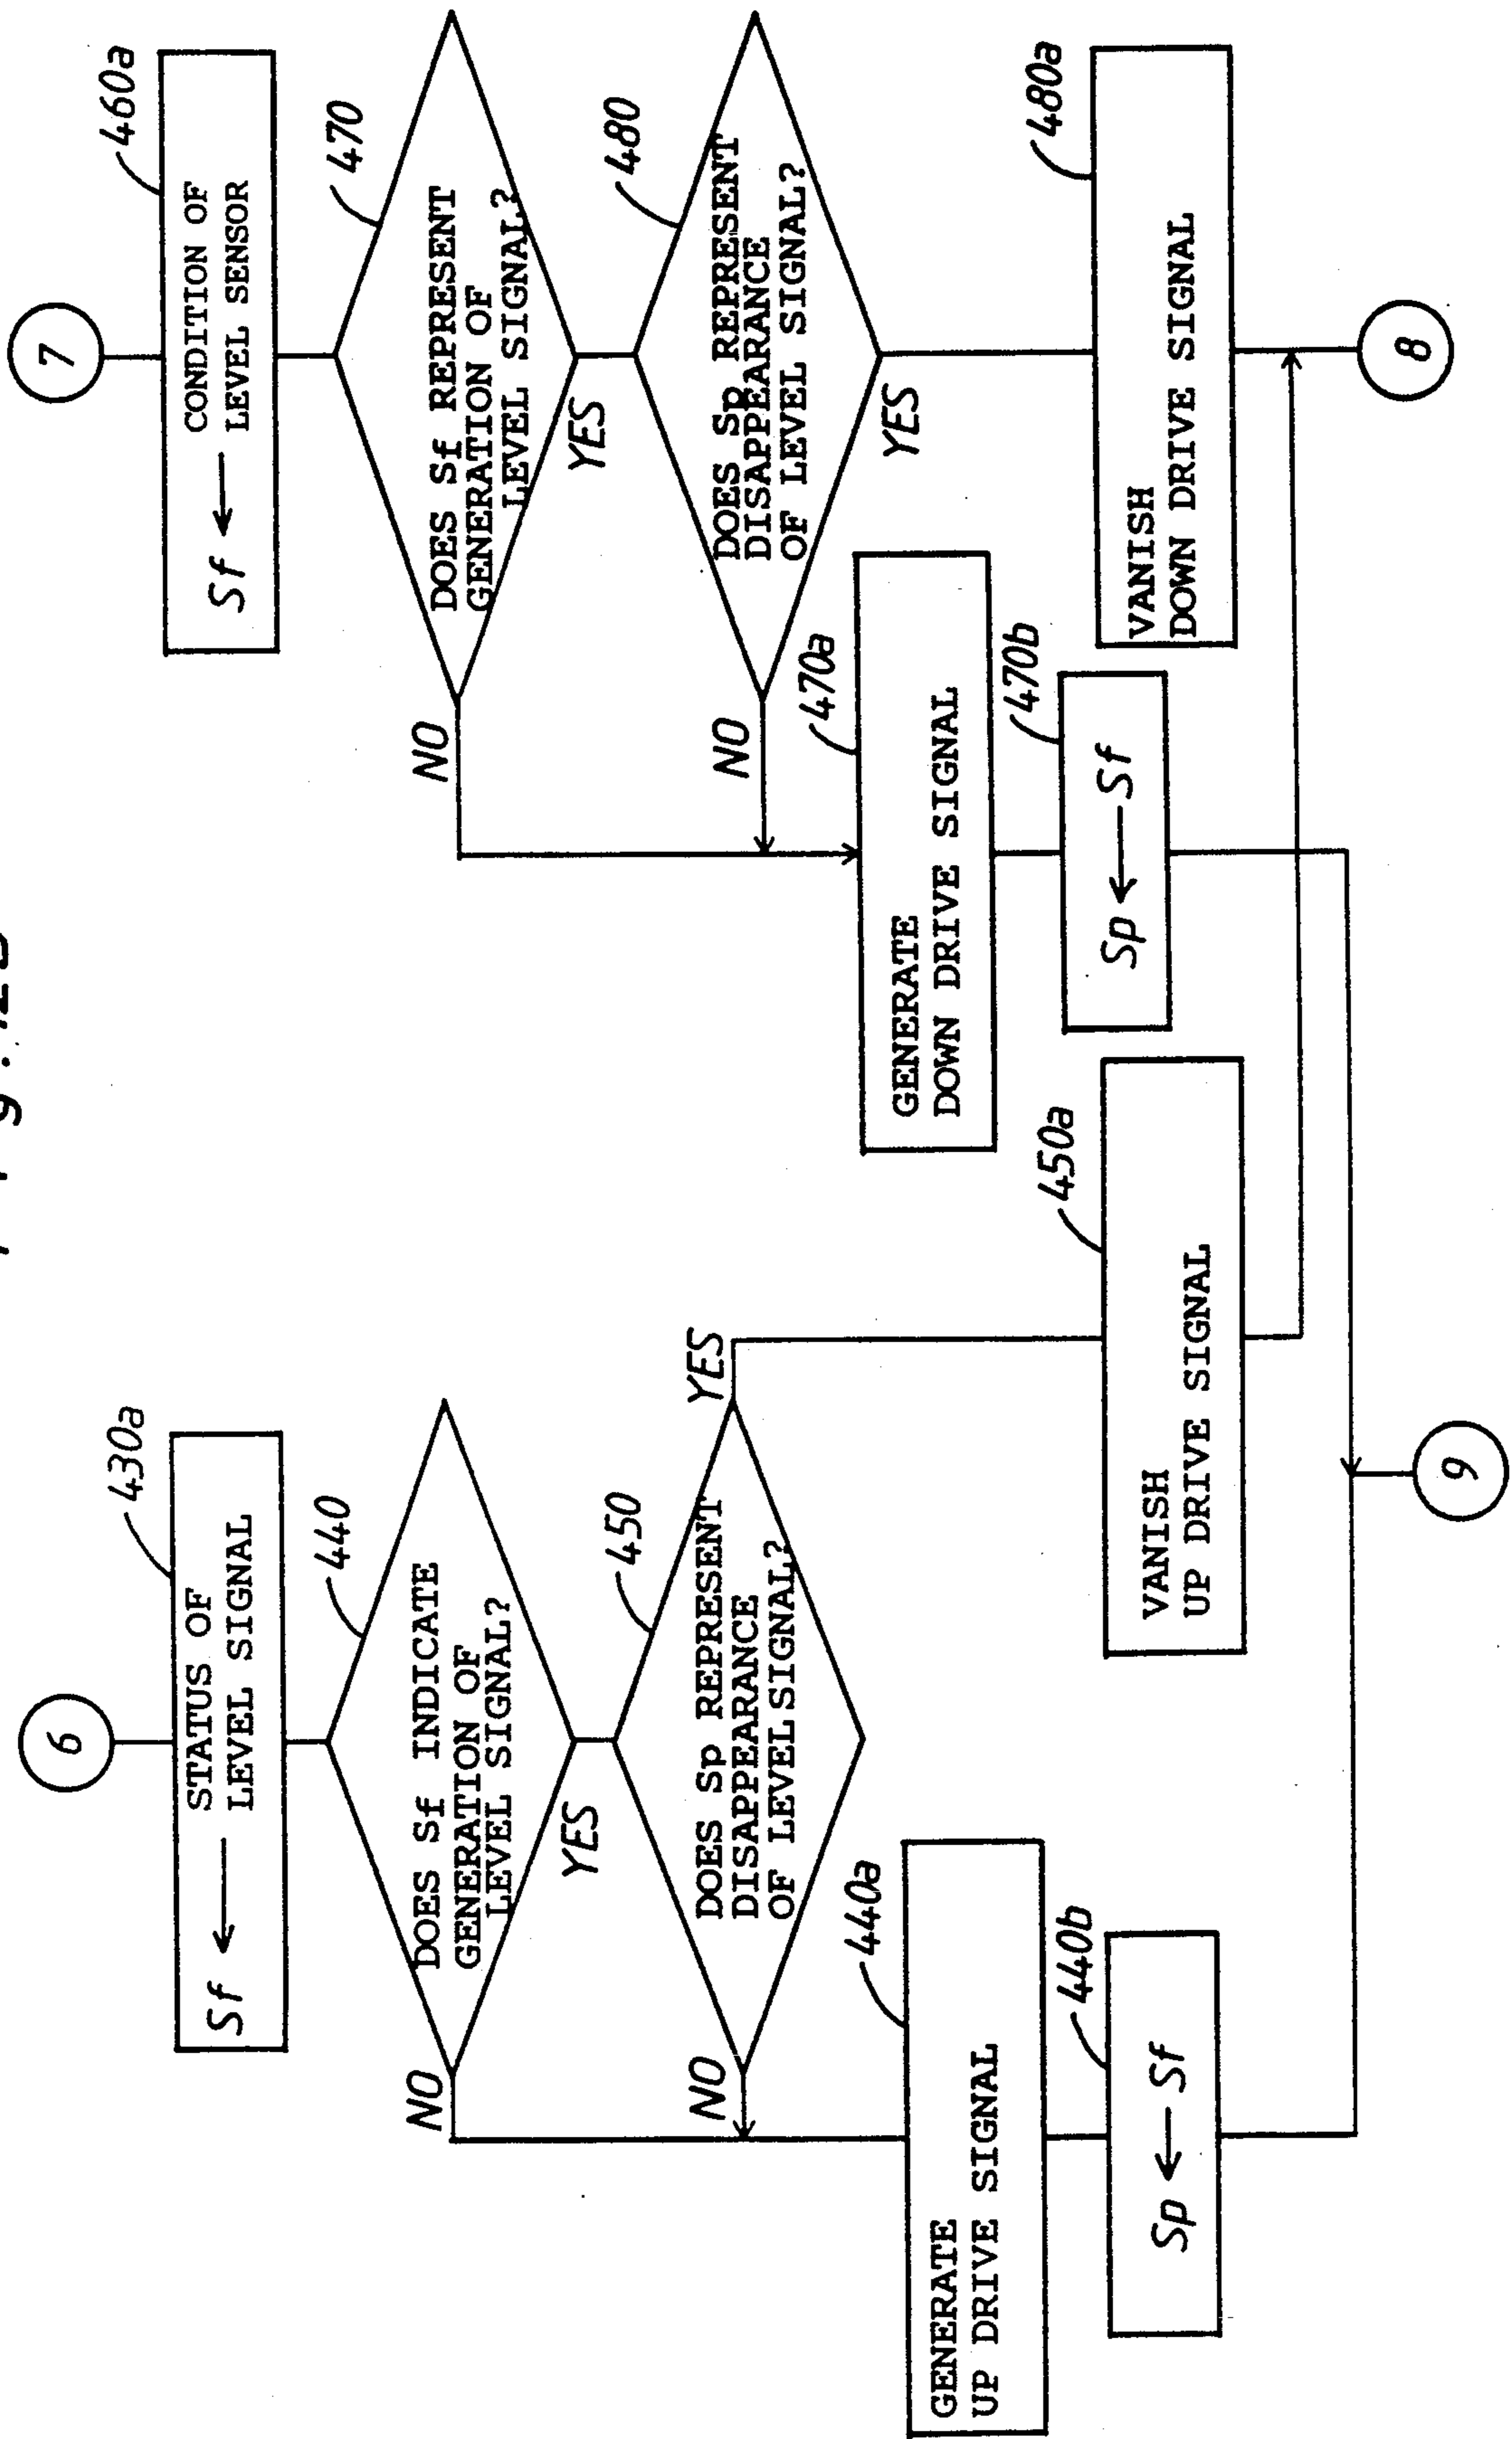 6
430a
Sf ← STATUS OF
LEVEL SIGNAL
440
DOES Sf INDICATE
GENERATION OF
LEVEL SIGNAL?
NO
YES
450
DOES Sp REPRESENT
DISAPPEARANCE
OF LEVEL SIGNAL?
NO
YES
440a
GENERATE
UP DRIVE SIGNAL
440b
Sp ← Sf
450a
VANISH
UP DRIVE SIGNAL
9
7
460a
Sf ← CONDITION OF
LEVEL SENSOR
470
DOES Sf REPRESENT
GENERATION OF
LEVEL SIGNAL?
NO
YES
480
DOES Sp REPRESENT
DISAPPEARANCE
OF LEVEL SIGNAL?
NO
YES
470a
GENERATE
DOWN DRIVE SIGNAL
470b
Sp ← Sf
480a
VANISH
DOWN DRIVE SIGNAL
8